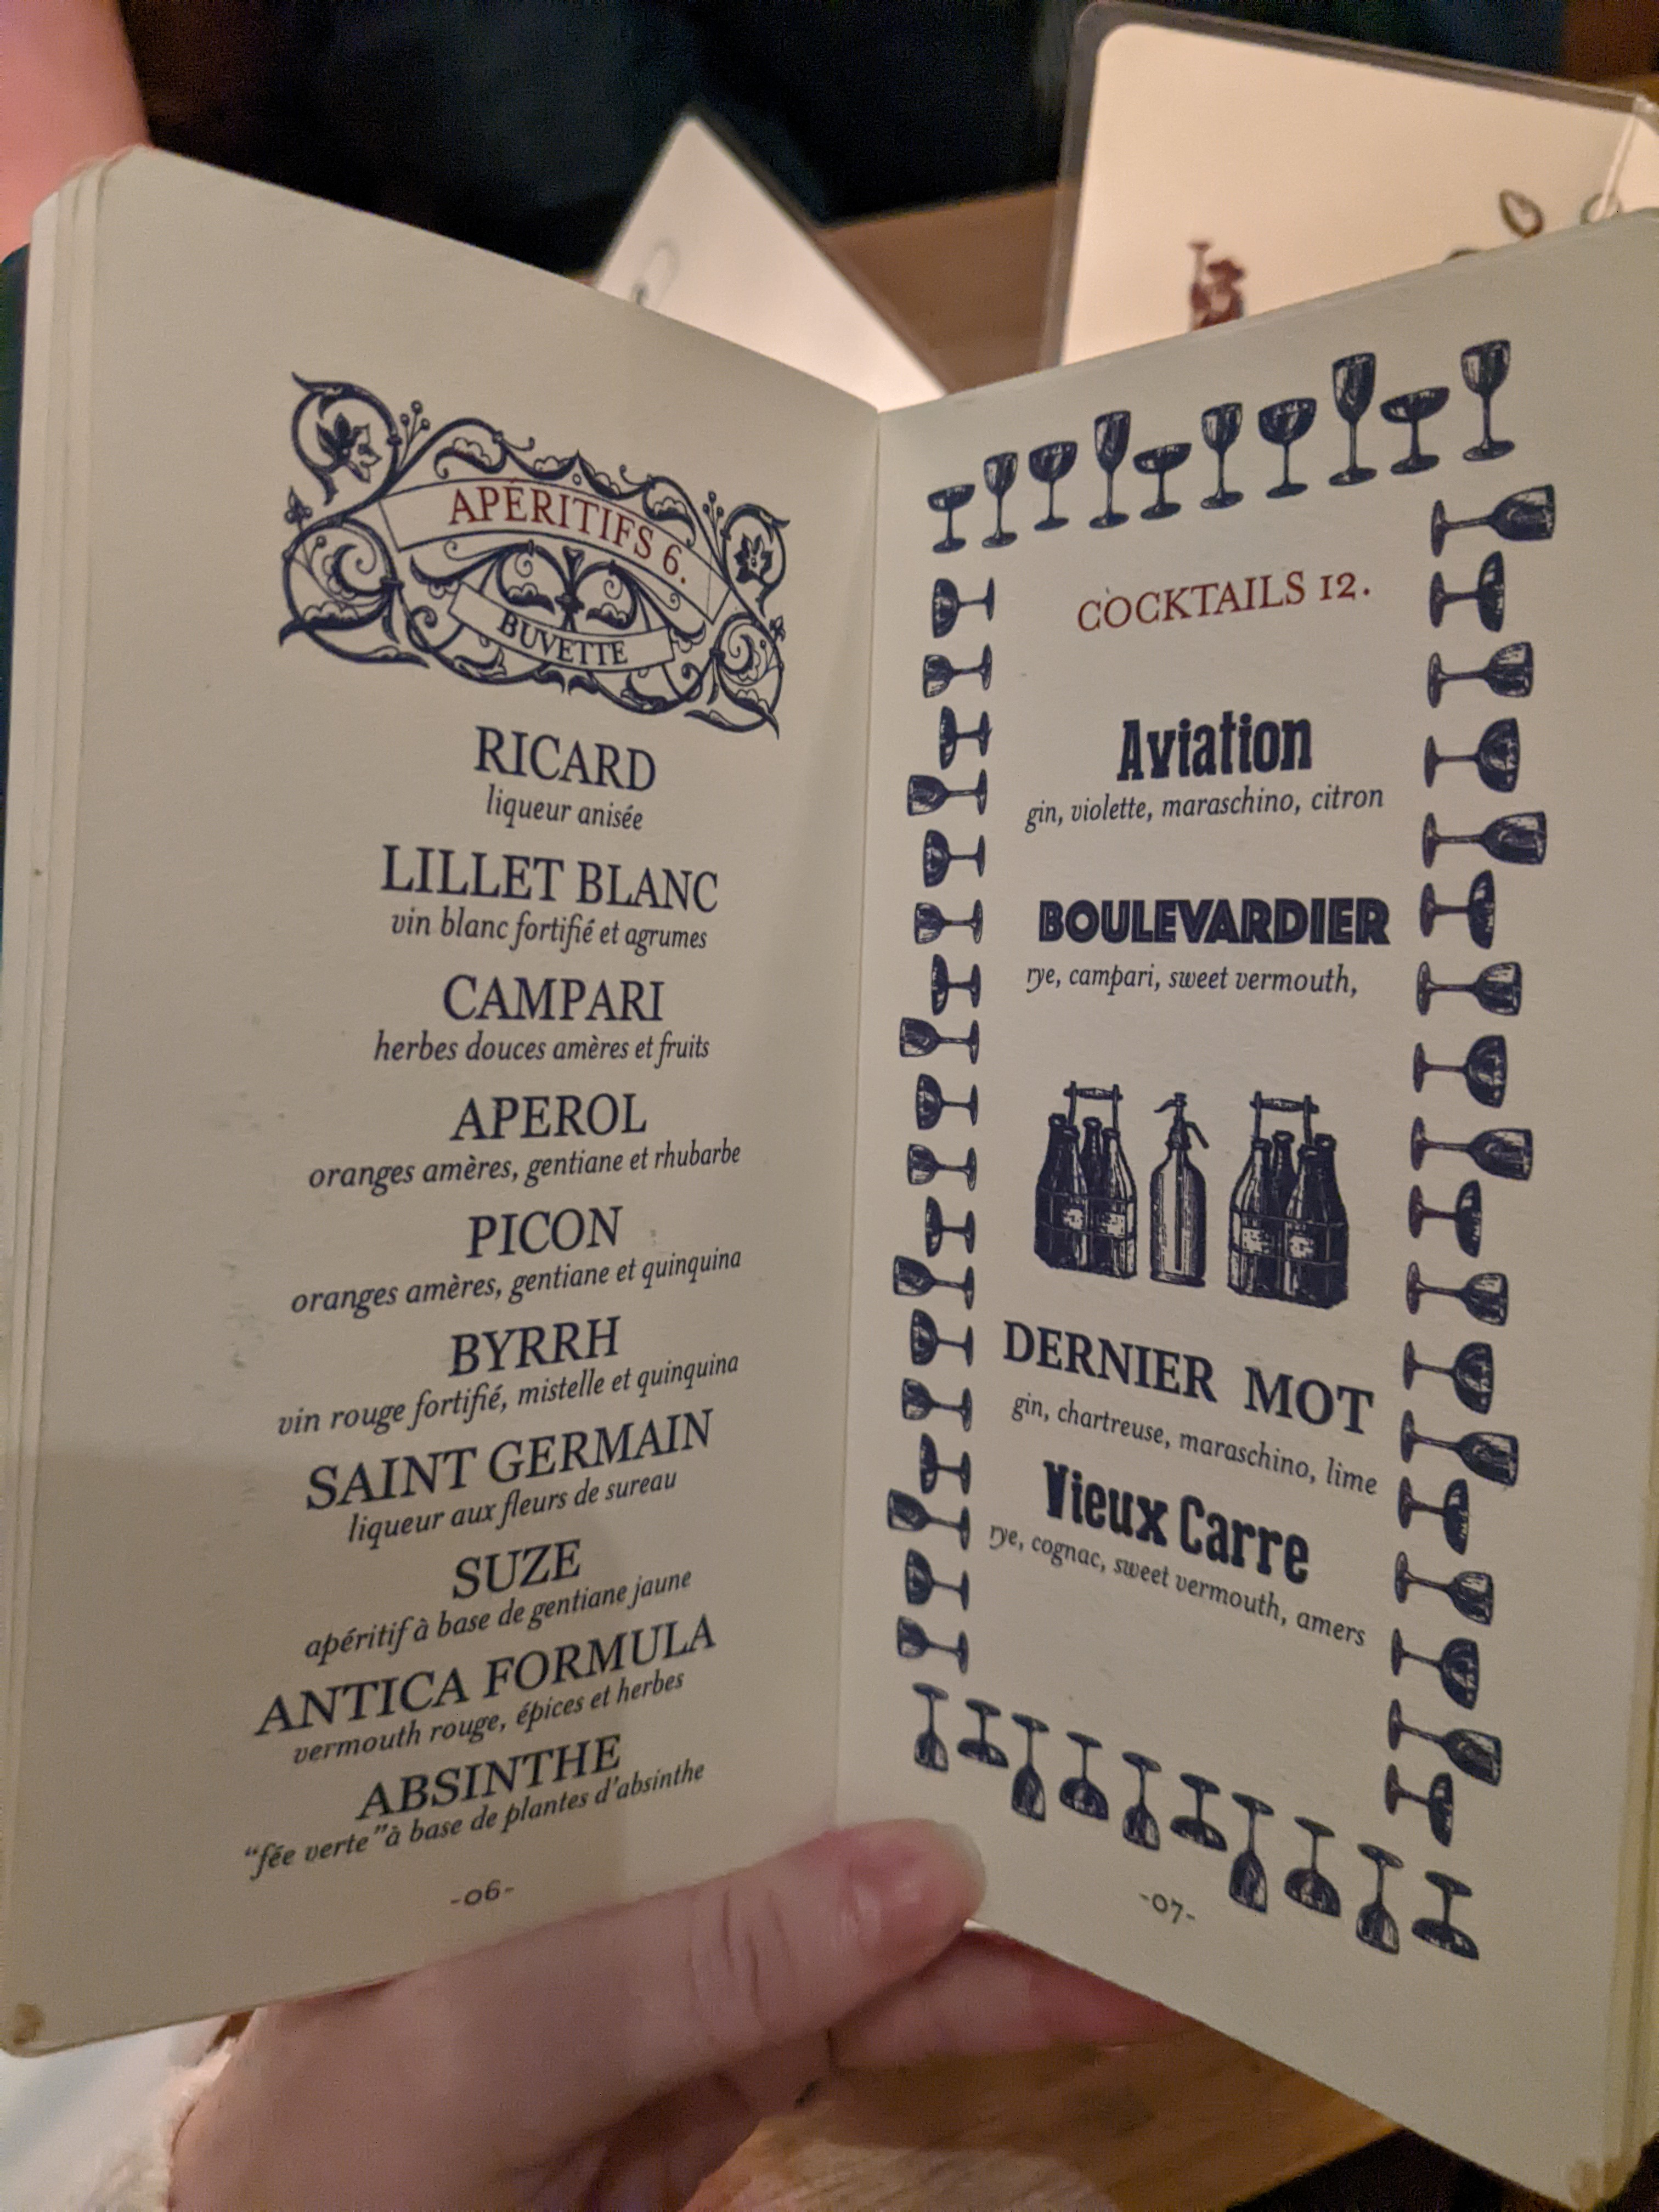 APÉRITIFS 6.
BUVETTE
RICARD
liqueur anisée
LILLET BLANC
vin blanc fortifié et agrumes
CAMPARI
herbes douces amères et fruits
APEROL
oranges amères, gentiane et rhubarbe
PICON
oranges amères, gentiane et quinquina
BYRRH
vin rouge fortifié, mistelle et quinquina
SAINT GERMAIN
liqueur aux fleurs de sureau
SUZE
apéritif à base de gentiane jaune
ANTICA FORMULA
vermouth rouge, épices et herbes
ABSINTHE
“fée verte”à base de plantes d’absinthe
-06-
COCKTAILS 12.
Aviation
gin, violette, maraschino, citron
BOULEVARDIER
rye, campari, sweet vermouth,
DERNIER MOT
gin, chartreuse, maraschino, lime
Vieux Carre
rye, cognac, sweet vermouth, amers
-07-